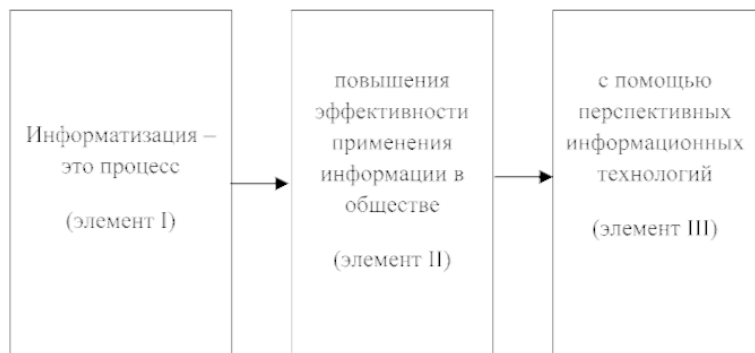 Информатизация –
это процесс
(элемент I)
повышения
эффективности
применения
информации в
обществе
(элемент II)
с помощью
перспективных
информационных
технологий
(элемент III)